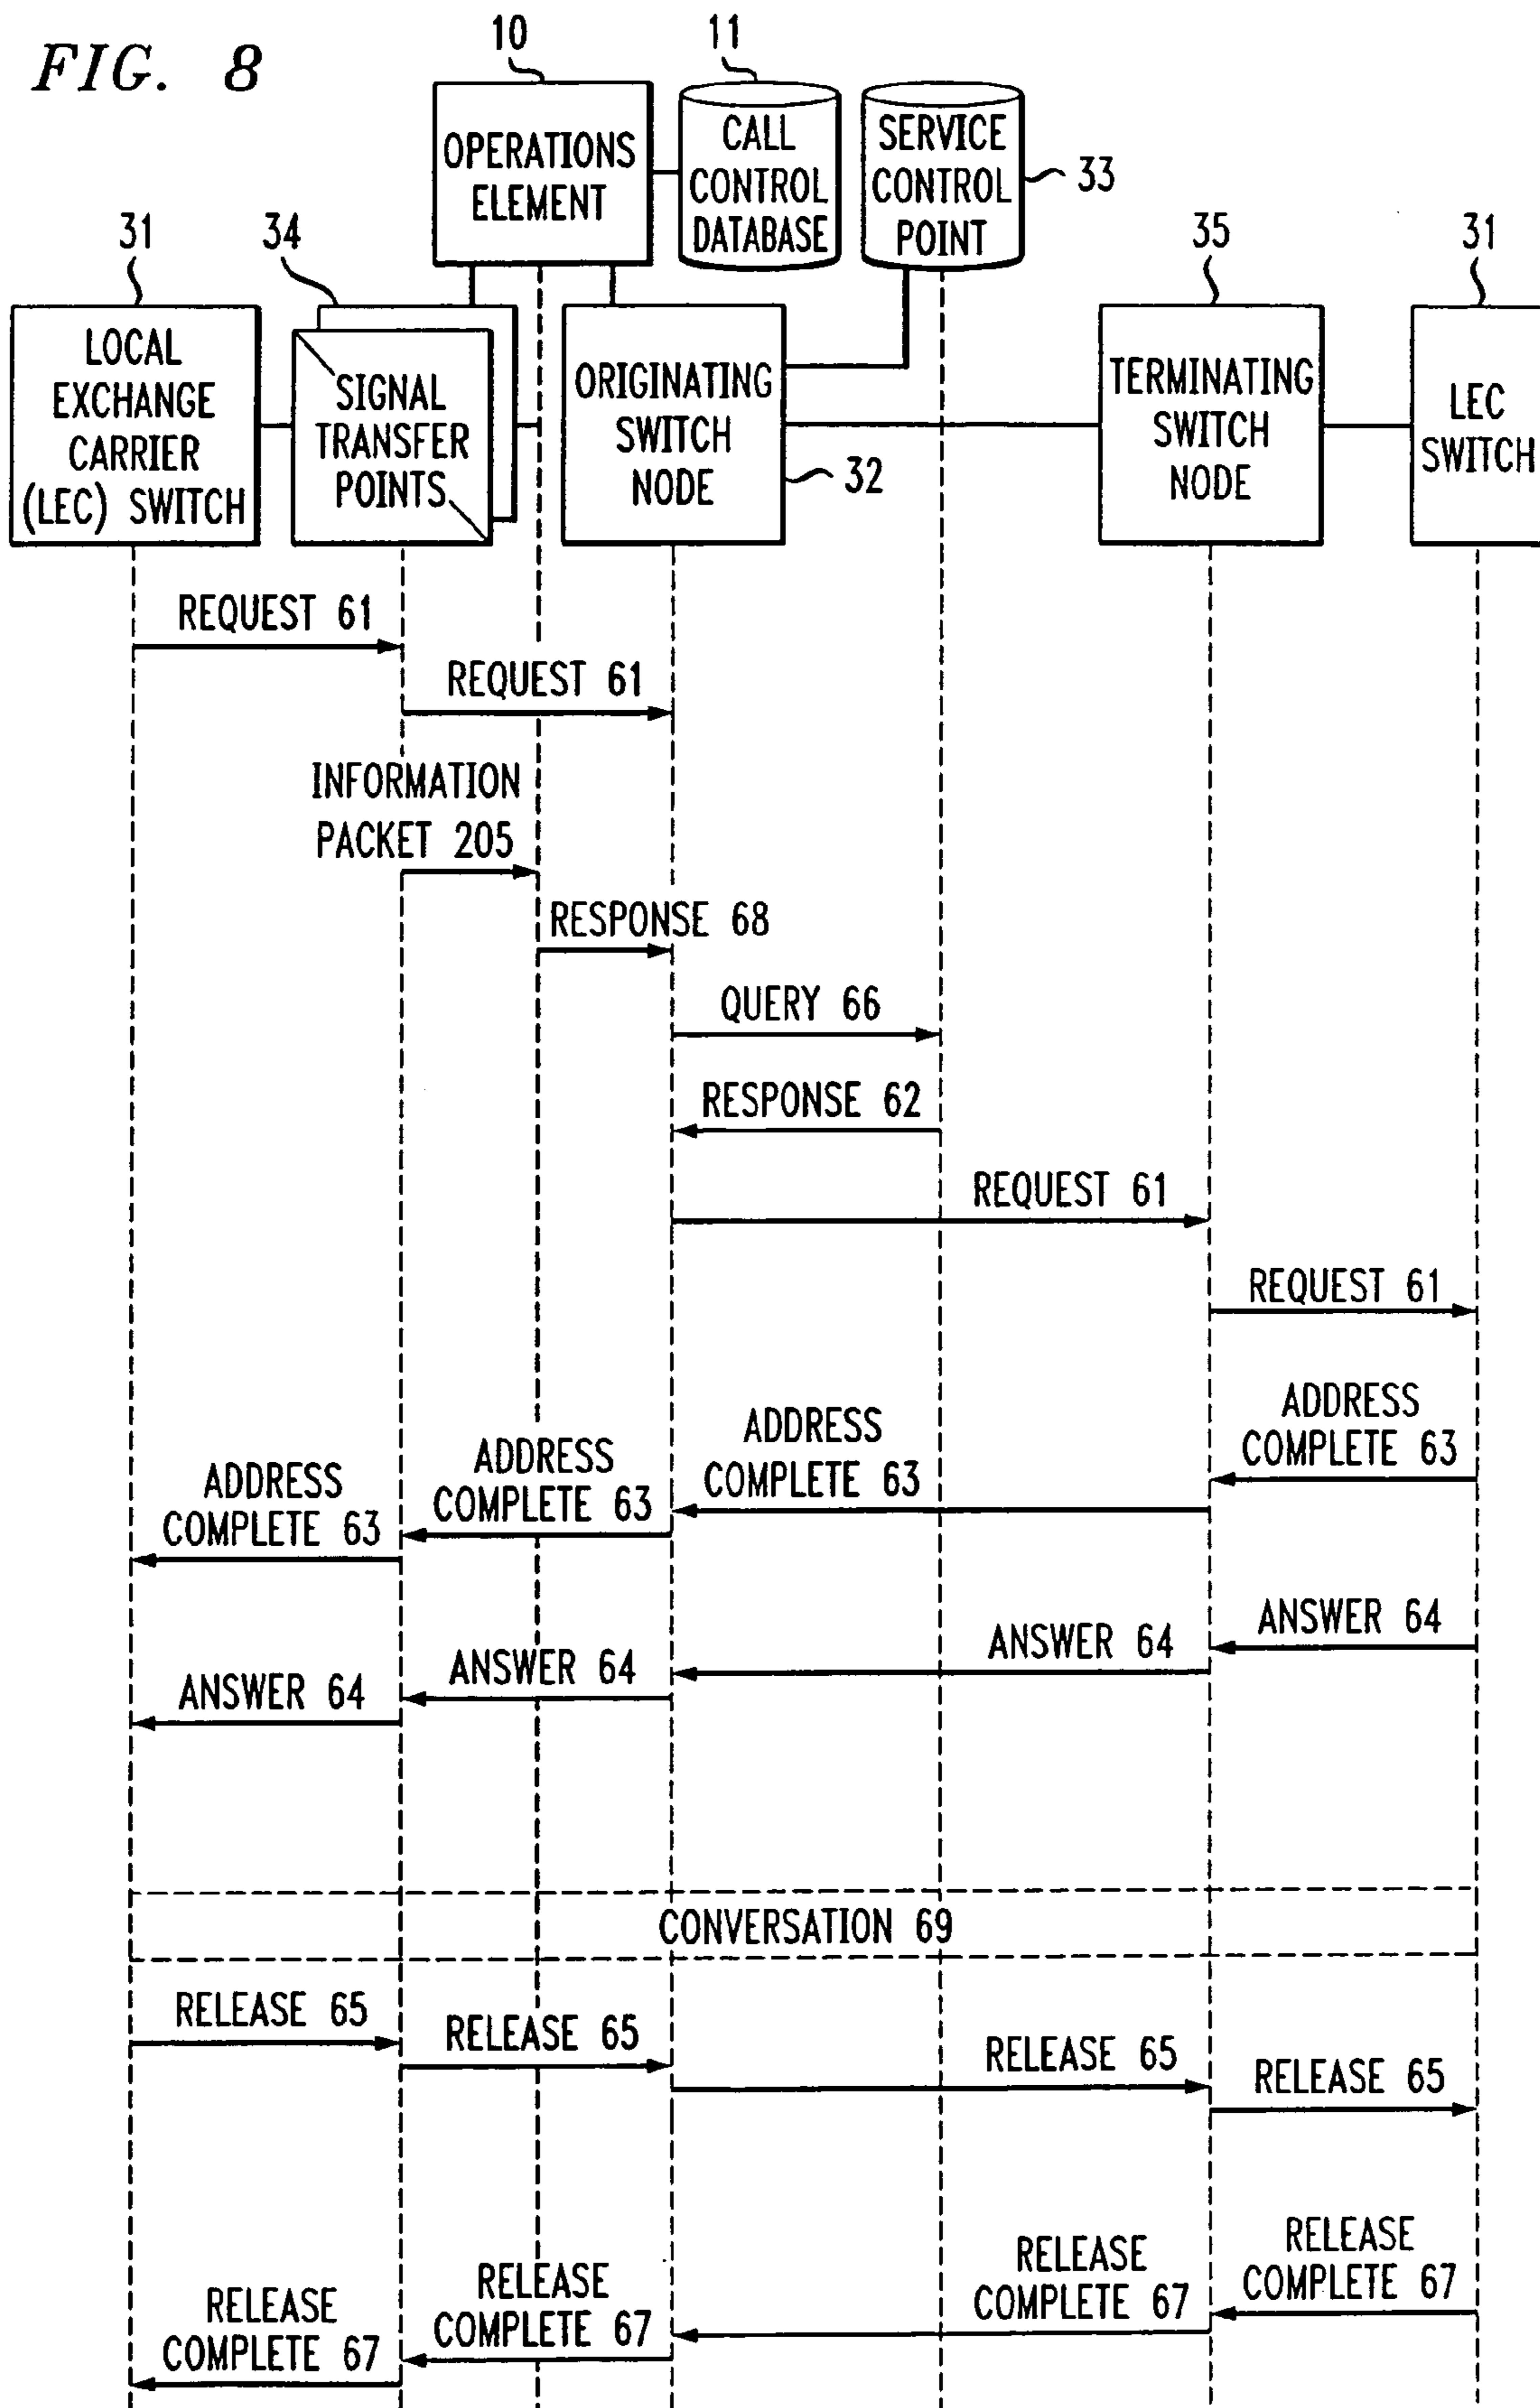 FIG. 8
10
11
OPERATIONS
ELEMENT
CALL
CONTROL
DATABASE
SERVICE
CONTROL
POINT
33
31
34
35
31
LOCAL
EXCHANGE
CARRIER
(LEC) SWITCH
SIGNAL
TRANSFER
POINTS
ORIGINATING
SWITCH
NODE
32
TERMINATING
SWITCH
NODE
LEC
SWITCH
REQUEST 61
REQUEST 61
INFORMATION
PACKET 205
RESPONSE 68
QUERY 66
RESPONSE 62
REQUEST 61
REQUEST 61
ADDRESS
COMPLETE 63
ADDRESS
COMPLETE 63
ADDRESS
COMPLETE 63
ADDRESS
COMPLETE 63
ANSWER 64
ANSWER 64
ANSWER 64
ANSWER 64
CONVERSATION 69
RELEASE 65
RELEASE 65
RELEASE 65
RELEASE 65
RELEASE
COMPLETE 67
RELEASE
COMPLETE 67
RELEASE
COMPLETE 67
RELEASE
COMPLETE 67